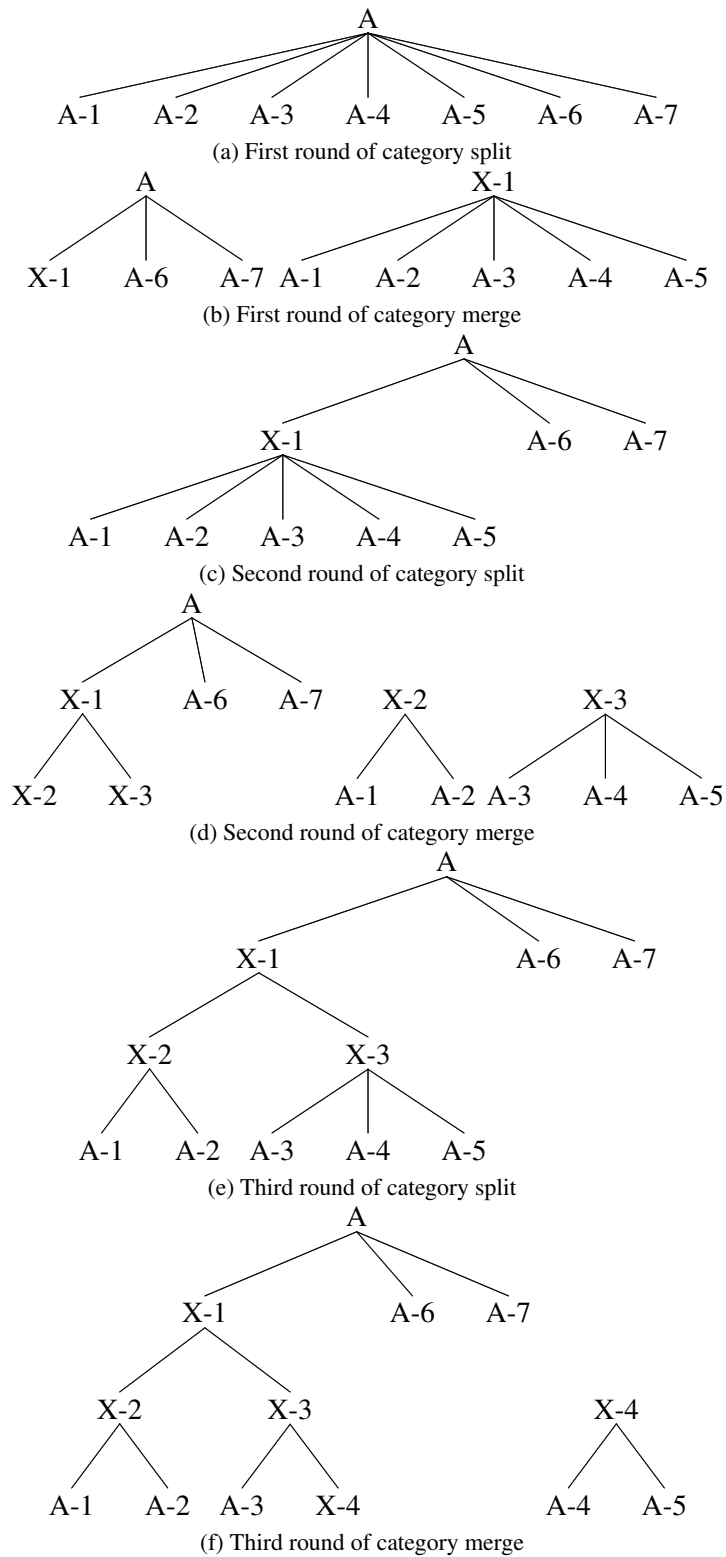 A
A-1 A-2 A-3 A-4 A-5 A-6 A-7
(a) First round of category split
A X-1
X-1 A-6 A-7 A-1 A-2 A-3 A-4 A-5
(b) First round of category merge
A
X-1 A-6 A-7
A-1 A-2 A-3 A-4 A-5
(c) Second round of category split
A
X-1 A-6 A-7 X-2 X-3
X-2 X-3 A-1 A-2 A-3 A-4 A-5
(d) Second round of category merge
A
X-1 A-6 A-7
X-2 X-3
A-1 A-2 A-3 A-4 A-5
(e) Third round of category split
A
X-1 A-6 A-7
X-2 X-3 X-4
A-1 A-2 A-3 X-4 A-4 A-5
(f) Third round of category merge